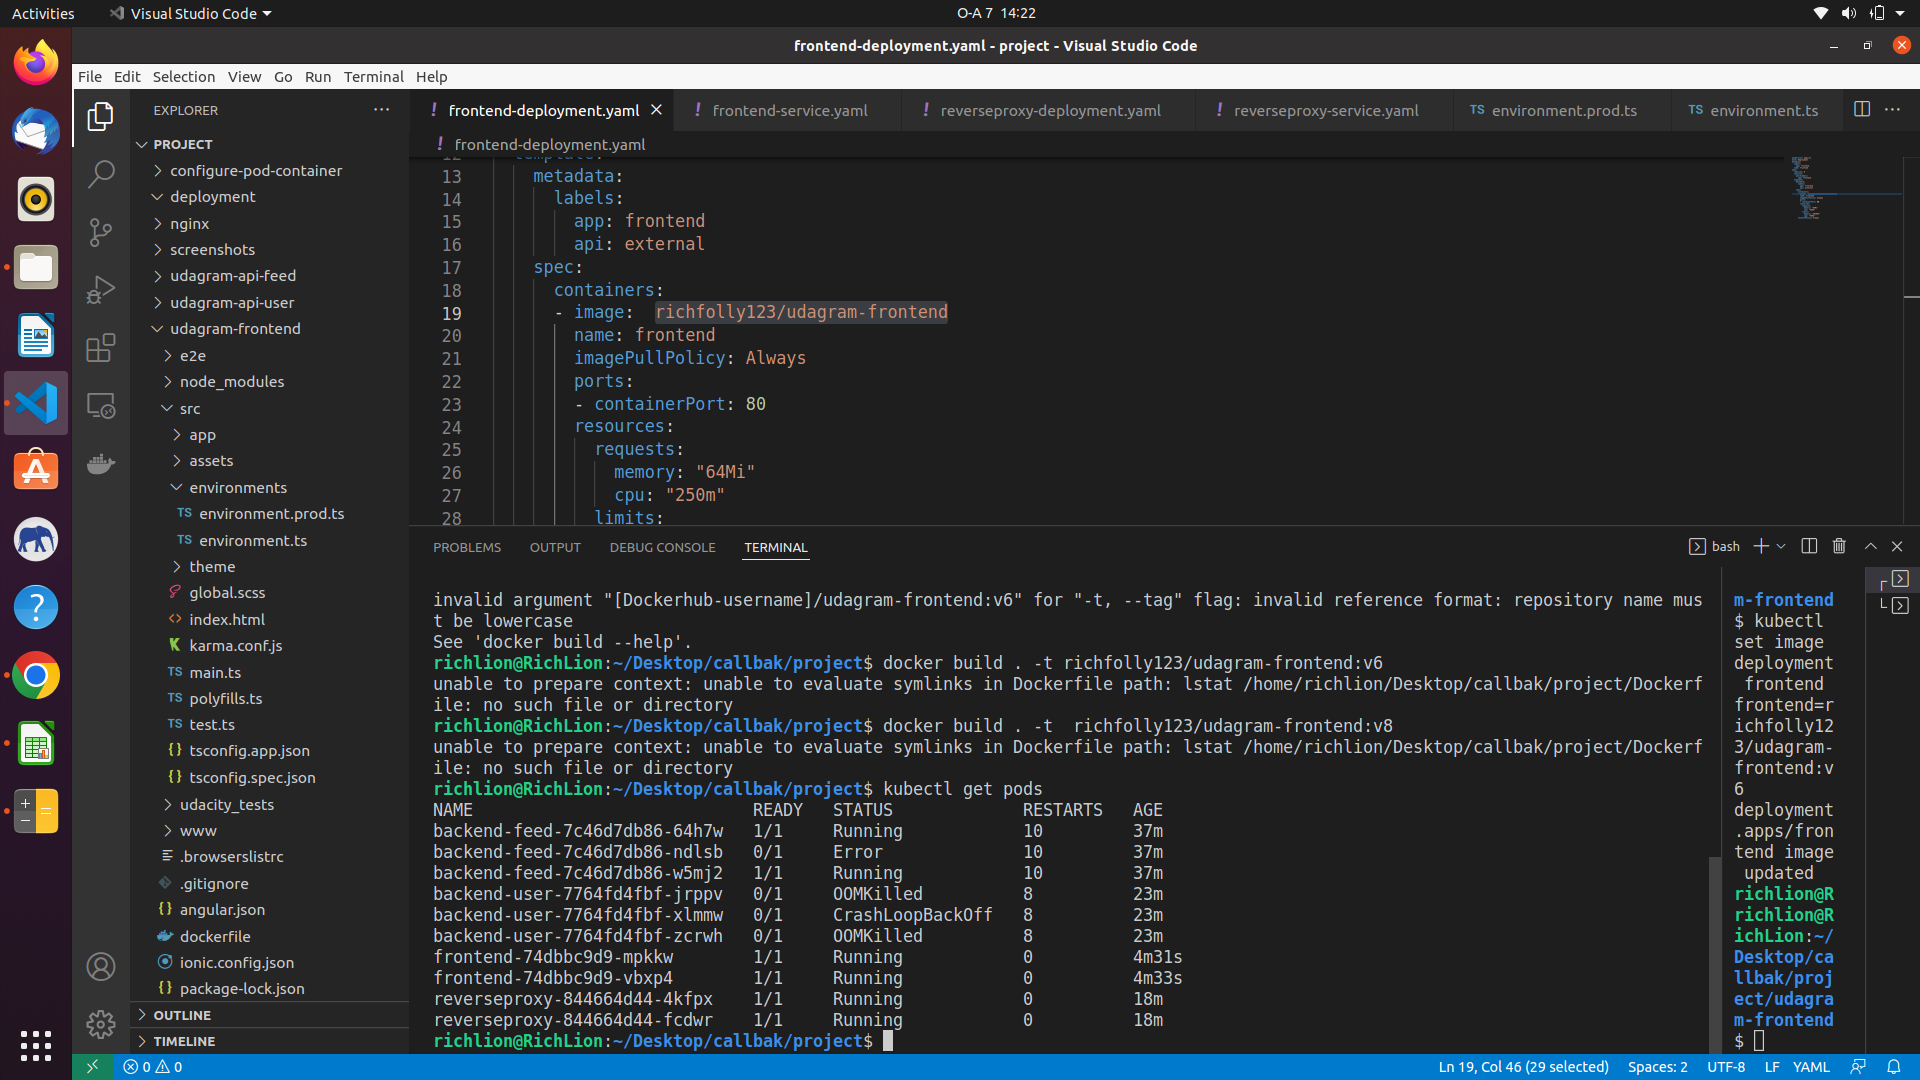 Activities
Visual Studio Code
O-A 7  14:22
frontend-deployment.yaml - project - Visual Studio Code
File Edit Selection View Go Run Terminal Help
EXPLORER
PROJECT
configure-pod-container
deployment
nginx
screenshots
udagram-api-feed
udagram-api-user
udagram-frontend
e2e
node_modules
src
app
assets
environments
TS environment.prod.ts
TS environment.ts
theme
global.scss
index.html
karma.conf.js
TS main.ts
TS polyfills.ts
TS test.ts
tsconfig.app.json
tsconfig.spec.json
udacity_tests
www
.browserslistrc
.gitignore
angular.json
dockerfile
ionic.config.json
package-lock.json
OUTLINE
TIMELINE
! frontend-deployment.yaml
! frontend-service.yaml
! reverseproxy-deployment.yaml
! reverseproxy-service.yaml
TS environment.prod.ts
TS environment.ts
! frontend-deployment.yaml
12 template:
13 metadata:
14 labels:
15 app: frontend
16 api: external
17 spec:
18 containers:
19 - image:  richfolly123/udagram-frontend
20 name: frontend
21 imagePullPolicy: Always
22 ports:
23 - containerPort: 80
24 resources:
25 requests:
26 memory: "64Mi"
27 cpu: "250m"
28 limits:
PROBLEMS OUTPUT DEBUG CONSOLE TERMINAL
bash
invalid argument "[Dockerhub-username]/udagram-frontend:v6" for "-t, --tag" flag: invalid reference format: repository name mus
t be lowercase
See 'docker build --help'.
richlion@RichLion:~/Desktop/callbak/project$ docker build . -t richfolly123/udagram-frontend:v6
unable to prepare context: unable to evaluate symlinks in Dockerfile path: lstat /home/richlion/Desktop/callbak/project/Dockerf
ile: no such file or directory
richlion@RichLion:~/Desktop/callbak/project$ docker build . -t  richfolly123/udagram-frontend:v8
unable to prepare context: unable to evaluate symlinks in Dockerfile path: lstat /home/richlion/Desktop/callbak/project/Dockerf
ile: no such file or directory
richlion@RichLion:~/Desktop/callbak/project$ kubectl get pods
NAME READY STATUS RESTARTS AGE
backend-feed-7c46d7db86-64h7w 1/1 Running 10 37m
backend-feed-7c46d7db86-ndlsb 0/1 Error 10 37m
backend-feed-7c46d7db86-w5mj2 1/1 Running 10 37m
backend-user-7764fd4fbf-jrppv 0/1 OOMKilled 8 23m
backend-user-7764fd4fbf-xlmmw 0/1 CrashLoopBackOff 8 23m
backend-user-7764fd4fbf-zcrwh 0/1 OOMKilled 8 23m
frontend-74dbbc9d9-mpkkw 1/1 Running 0 4m31s
frontend-74dbbc9d9-vbxp4 1/1 Running 0 4m33s
reverseproxy-844664d44-4kfpx 1/1 Running 0 18m
reverseproxy-844664d44-fcdwr 1/1 Running 0 18m
richlion@RichLion:~/Desktop/callbak/project$
m-frontend
$ kubectl
set image
deployment
frontend
frontend=r
ichfolly12
3/udagram-
frontend:v
6
deployment
.apps/fron
tend image
updated
richlion@R
richlion@R
ichLion:~/
Desktop/ca
llbak/proj
ect/udagra
m-frontend
$
0 0
Ln 19, Col 46 (29 selected)
Spaces: 2
UTF-8
LF
YAML